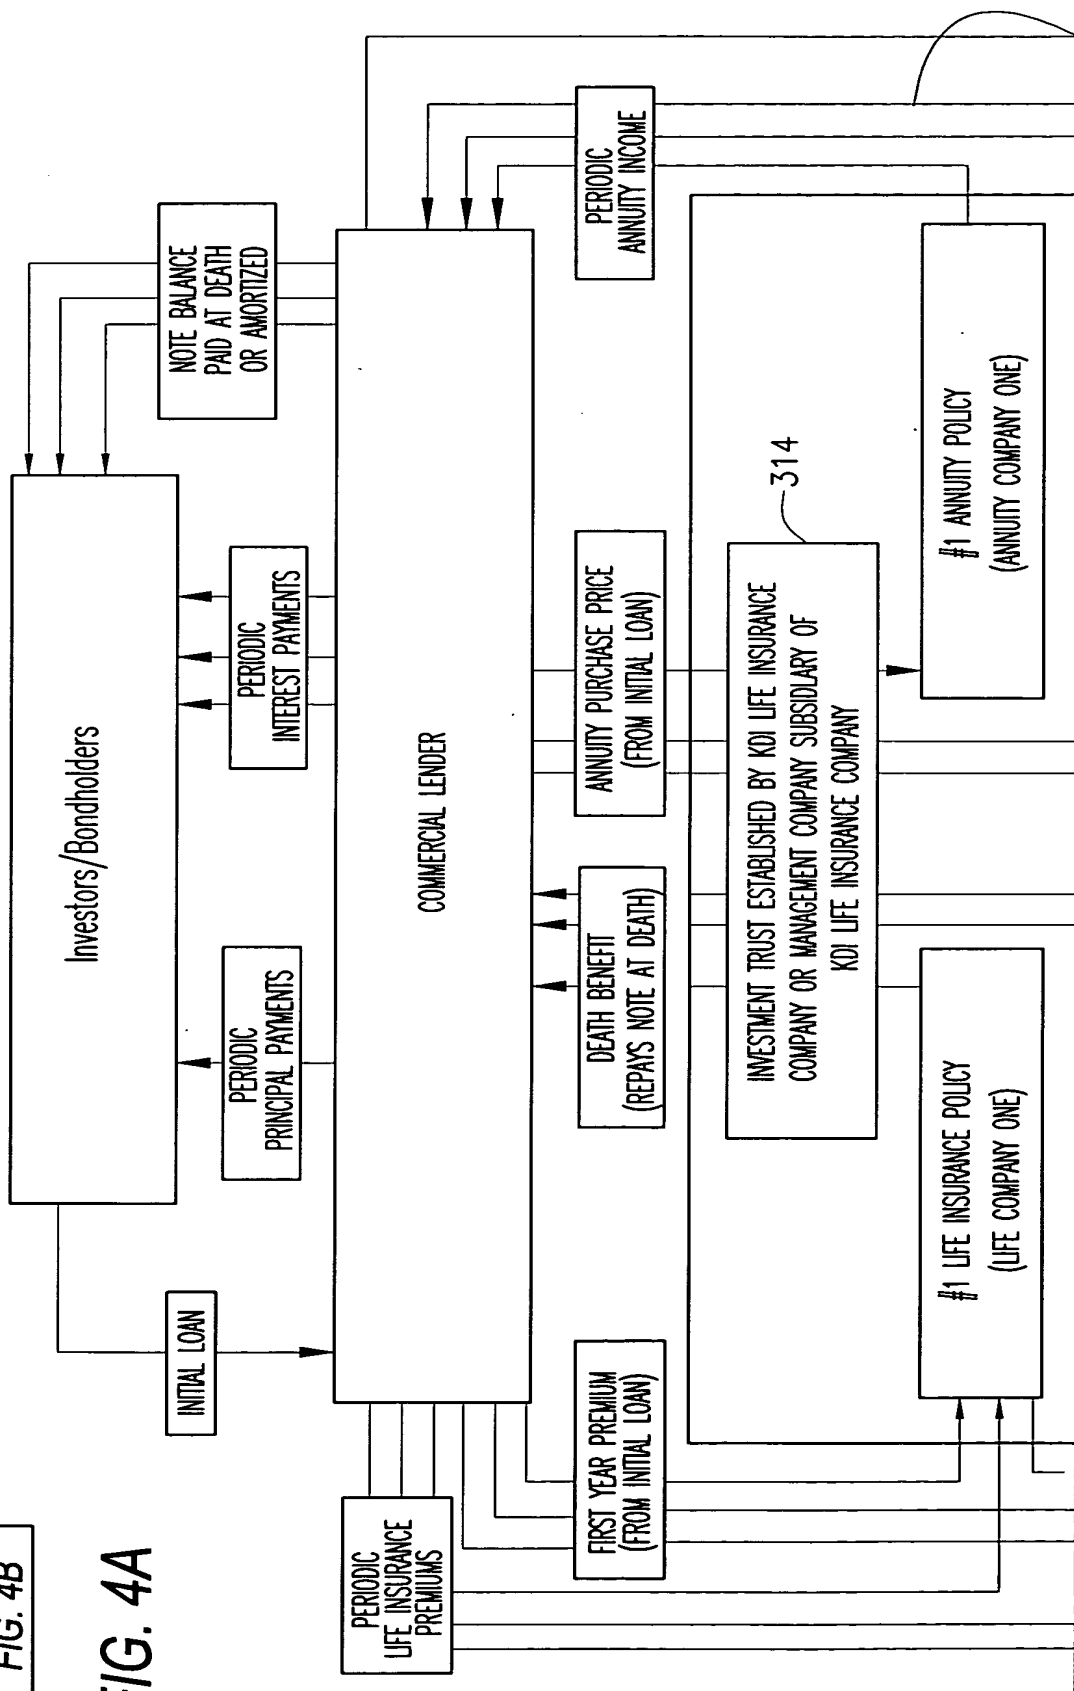 FIG. 4B
FIG. 4A
Investors/Bondholders
INITIAL LOAN
PERIODIC
PRINCIPAL PAYMENTS
PERIODIC
INTEREST PAYMENTS
NOTE BALANCE
PAID AT DEATH
OR AMORTIZED
COMMERCIAL LENDER
PERIODIC
LIFE INSURANCE
PREMIUMS
FIRST YEAR PREMIUM
(FROM INITIAL LOAN)
DEATH BENEFIT
(REPAYS NOTE AT DEATH)
ANNUITY PURCHASE PRICE
(FROM INITIAL LOAN)
PERIODIC
ANNUITY INCOME
INVESTMENT TRUST ESTABLISHED BY KDI LIFE INSURANCE
COMPANY OR MANAGEMENT COMPANY SUBSIDLARY OF
KDI LIFE INSURANCE COMPANY
314
#1 LIFE INSURANCE POLICY
(LIFE COMPANY ONE)
#1 ANNUITY POLICY
(ANNUITY COMPANY ONE)